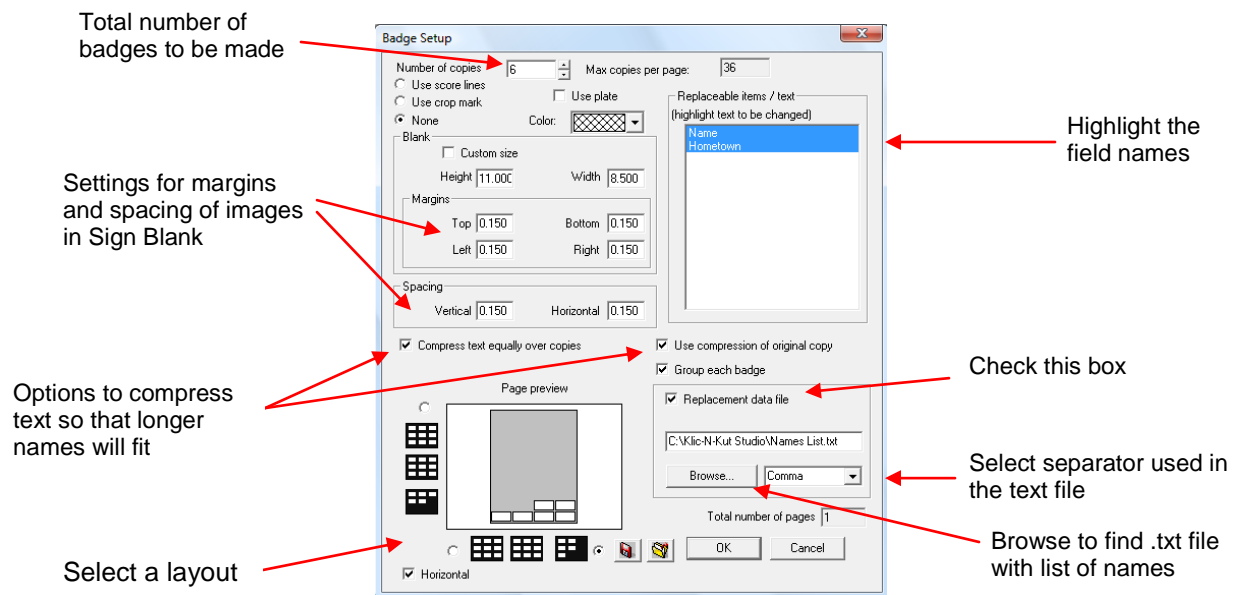 Total number of
badges to be made
Badge Setup
Number of copies 6 Max copies per page: 36
Use score lines
Use crop mark Use plate
None Color:
Replaceable items / text
(highlight text to be changed)
Name
Hometown
Highlight the
field names
Blank
Custom size
Height 11.000 Width 8.500
Margins
Top 0.150 Bottom 0.150
Left 0.150 Right 0.150
Settings for margins
and spacing of images
in Sign Blank
Spacing
Vertical 0.150 Horizontal 0.150
Compress text equally over copies
Use compression of original copy
Group each badge
Options to compress
text so that longer
names will fit
Page preview
Replacement data file
C:\Klic-N-Kut Studio\Names List.txt
Browse... Comma
Check this box
Select separator used in
the text file
Total number of pages 1
OK Cancel
Browse to find .txt file
with list of names
Select a layout
Horizontal